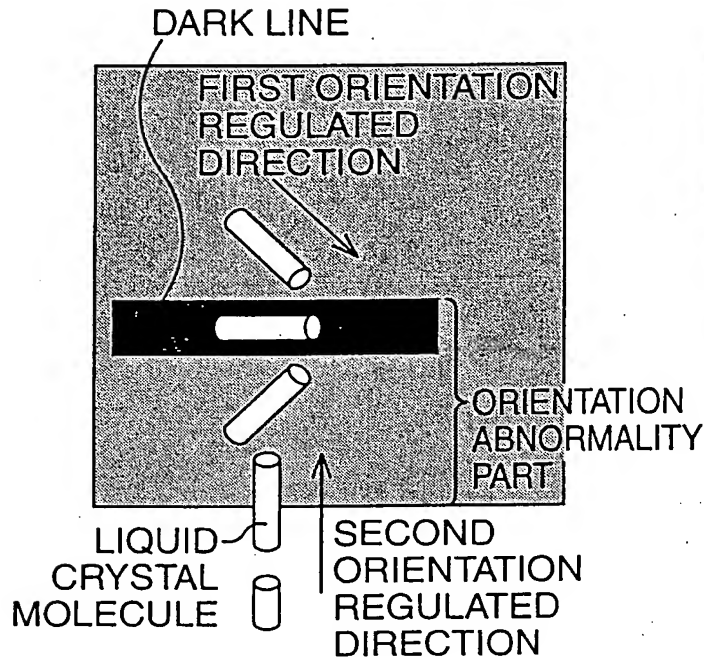 DARK LINE
FIRST ORIENTATION
REGULATED
DIRECTION
ORIENTATION
ABNORMALITY
PART
LIQUID
CRYSTAL
MOLECULE
SECOND
ORIENTATION
REGULATED
DIRECTION